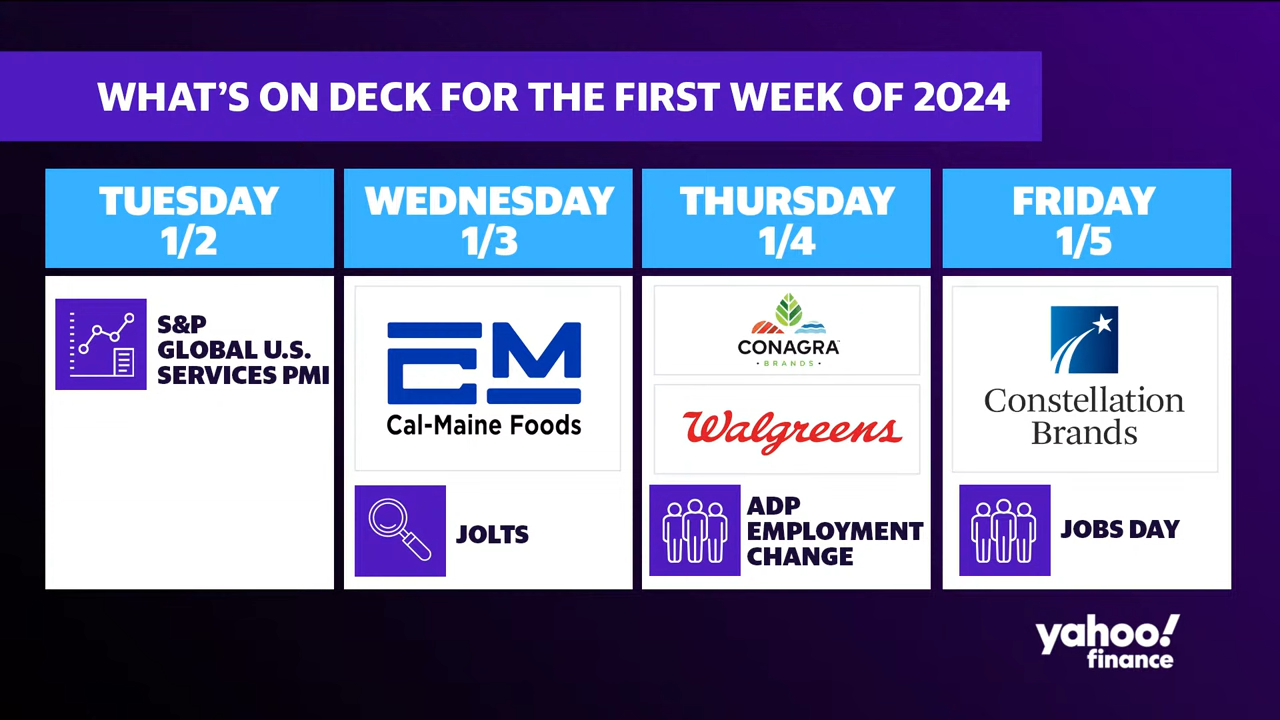 WHAT'S ON DECK FOR THE FIRST WEEK OF 2024
TUESDAY
1/2
S&P
GLOBAL U.S.
SERVICES PMI
WEDNESDAY
1/3
CM
Cal-Maine Foods
JOLTS
THURSDAY
1/4
CONAGRA
BRANDS
Walgreens
ADP
EMPLOYMENT
CHANGE
FRIDAY
1/5
Constellation
Brands
JOBS DAY
yahoo!
finance